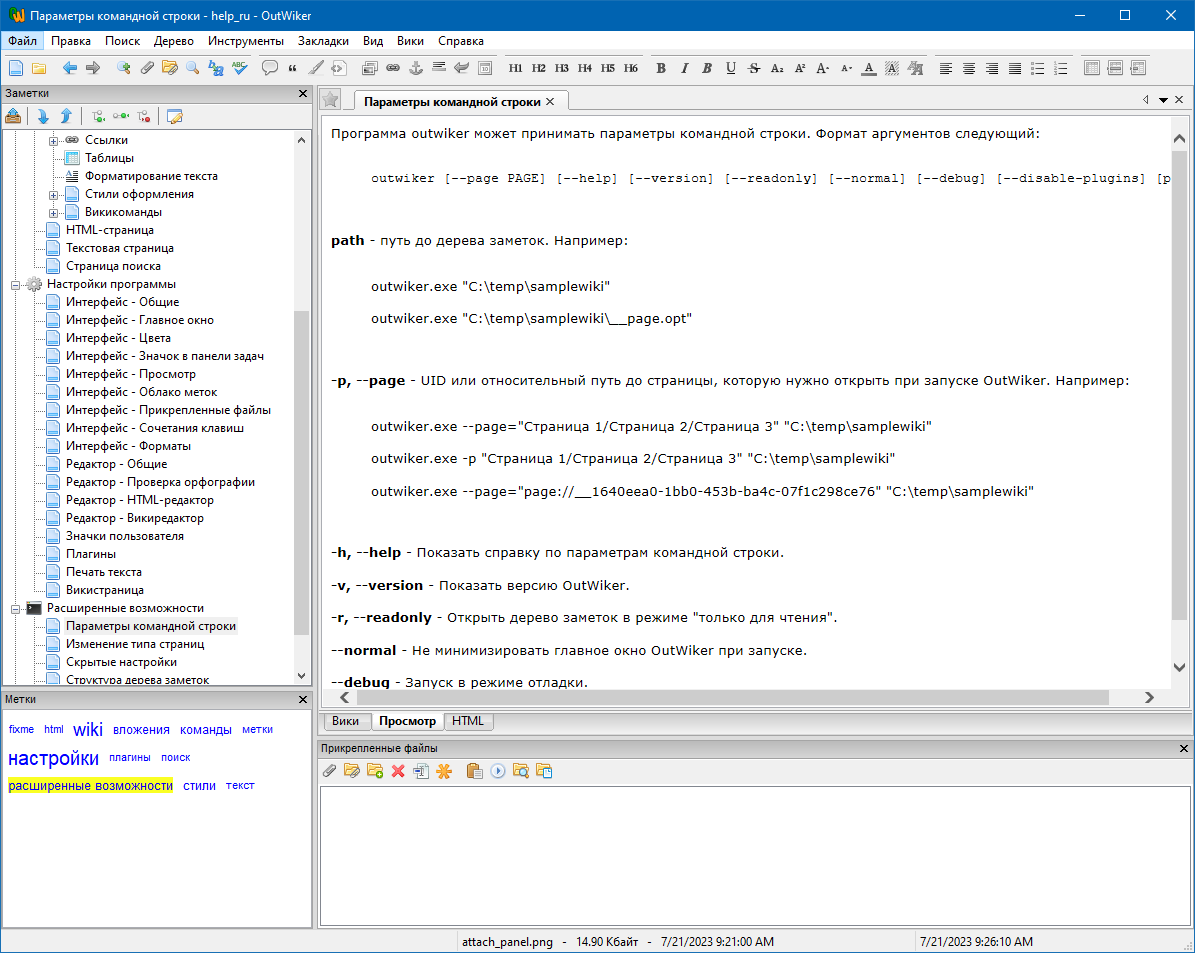 Параметры командной строки - help_ru - OutWiker
Файл Правка Поиск Дерево Инструменты Закладки Вид Вики Справка
H1 H2 H3 H4 H5 H6 B I B U S A₂ A² A A A A
Заметки
Ссылки
Таблицы
Форматирование текста
Стили оформления
Викикоманды
HTML-страница
Текстовая страница
Страница поиска
Настройки программы
Интерфейс - Общие
Интерфейс - Главное окно
Интерфейс - Цвета
Интерфейс - Значок в панели задач
Интерфейс - Просмотр
Интерфейс - Облако меток
Интерфейс - Прикрепленные файлы
Интерфейс - Сочетания клавиш
Интерфейс - Форматы
Редактор - Общие
Редактор - Проверка орфографии
Редактор - HTML-редактор
Редактор - Викиредактор
Значки пользователя
Плагины
Печать текста
Викистраница
Расширенные возможности
Параметры командной строки
Изменение типа страниц
Скрытые настройки
Структура дерева заметок
Метки
fixme html wiki вложения команды метки
настройки плагины поиск
расширенные возможности стили текст
Параметры командной строки
Программа outwiker может принимать параметры командной строки. Формат аргументов следующий:
outwiker [--page PAGE] [--help] [--version] [--readonly] [--normal] [--debug] [--disable-plugins] [p
path - путь до дерева заметок. Например:
outwiker.exe "C:\temp\samplewiki"
outwiker.exe "C:\temp\samplewiki\__page.opt"
-p, --page - UID или относительный путь до страницы, которую нужно открыть при запуске OutWiker. Например:
outwiker.exe --page="Страница 1/Страница 2/Страница 3" "C:\temp\samplewiki"
outwiker.exe -p "Страница 1/Страница 2/Страница 3" "C:\temp\samplewiki"
outwiker.exe --page="page://__1640eea0-1bb0-453b-ba4c-07f1c298ce76" "C:\temp\samplewiki"
-h, --help - Показать справку по параметрам командной строки.
-v, --version - Показать версию OutWiker.
-r, --readonly - Открыть дерево заметок в режиме "только для чтения".
--normal - Не минимизировать главное окно OutWiker при запуске.
--debug - Запуск в режиме отладки.
Вики Просмотр HTML
Прикрепленные файлы
attach_panel.png - 14.90 Кбайт - 7/21/2023 9:21:00 AM
7/21/2023 9:26:10 AM